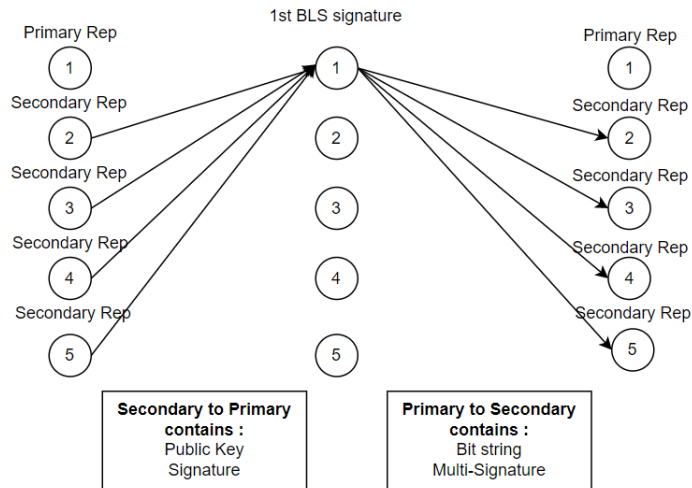 1st BLS signature
Primary Rep
1
Secondary Rep
2
Secondary Rep
3
Secondary Rep
4
Secondary Rep
5
1
2
3
4
5
Primary Rep
1
Secondary Rep
2
Secondary Rep
3
Secondary Rep
4
Secondary Rep
5
Secondary to Primary
contains :
Public Key
Signature
Primary to Secondary
contains :
Bit string
Multi-Signature